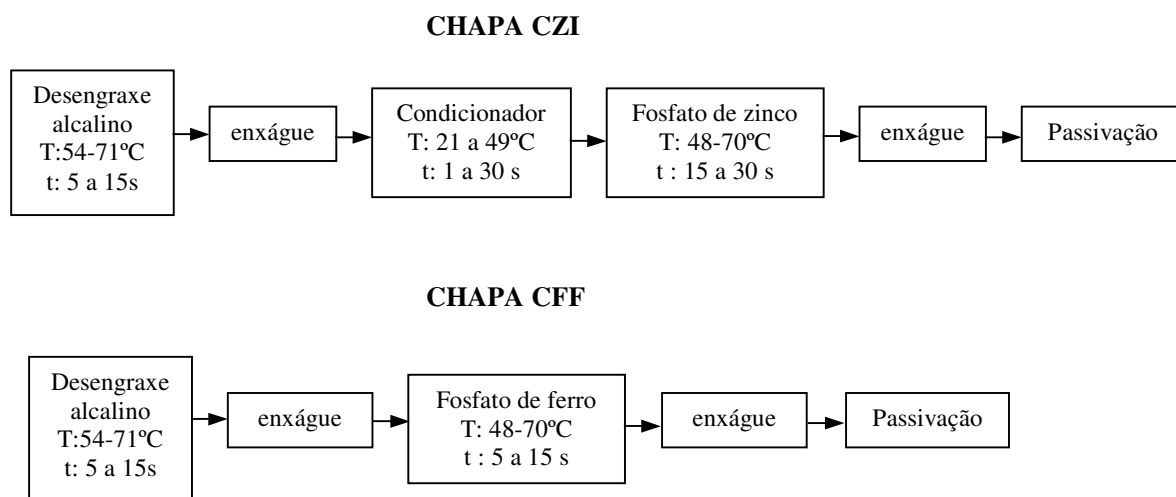 CHAPA CZI
Desengraxe
alcalino
T:54-71ºC
t: 5 a 15s
enxágue
Condicionador
T: 21 a 49ºC
t: 1 a 30 s
Fosfato de zinco
T: 48-70ºC
t : 15 a 30 s
enxágue
Passivação
CHAPA CFF
Desengraxe
alcalino
T:54-71ºC
t: 5 a 15s
enxágue
Fosfato de ferro
T: 48-70ºC
t : 5 a 15 s
enxágue
Passivação